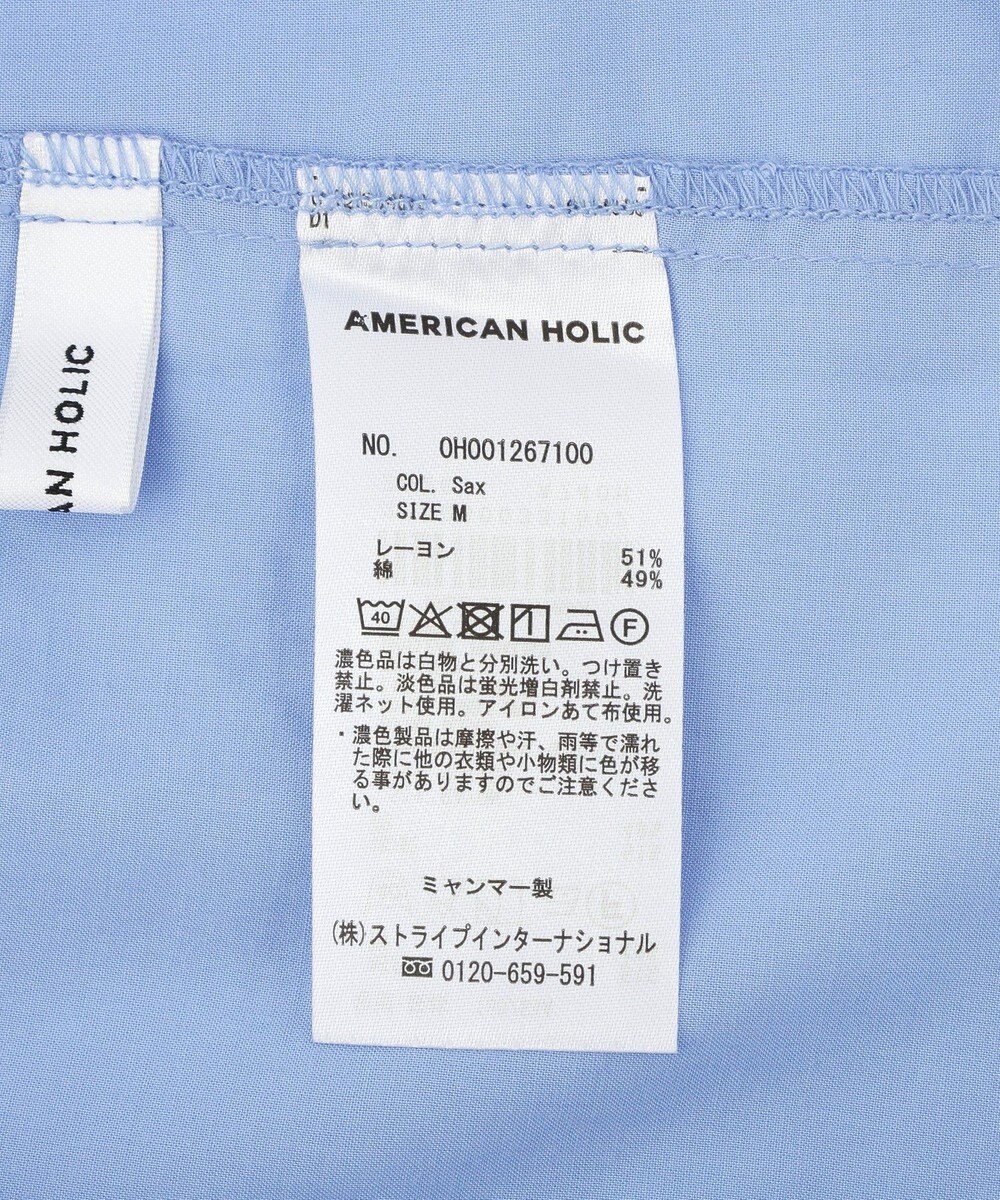 AN HOLIC
D1
AMERICAN HOLIC
NO. 0H001267100
COL. Sax
SIZE M
レーヨン 51%
綿 49%
40 F
濃色品は白物と分別洗い。つけ置き
禁止。淡色品は蛍光増白剤禁止。洗
濯ネット使用。アイロンあて布使用。
・濃色製品は摩擦や汗、雨等で濡れ
た際に他の衣類や小物類に色が移
る事がありますのでご注意くださ
い。
ミャンマー製
(株)ストライプインターナショナル
0120-659-591